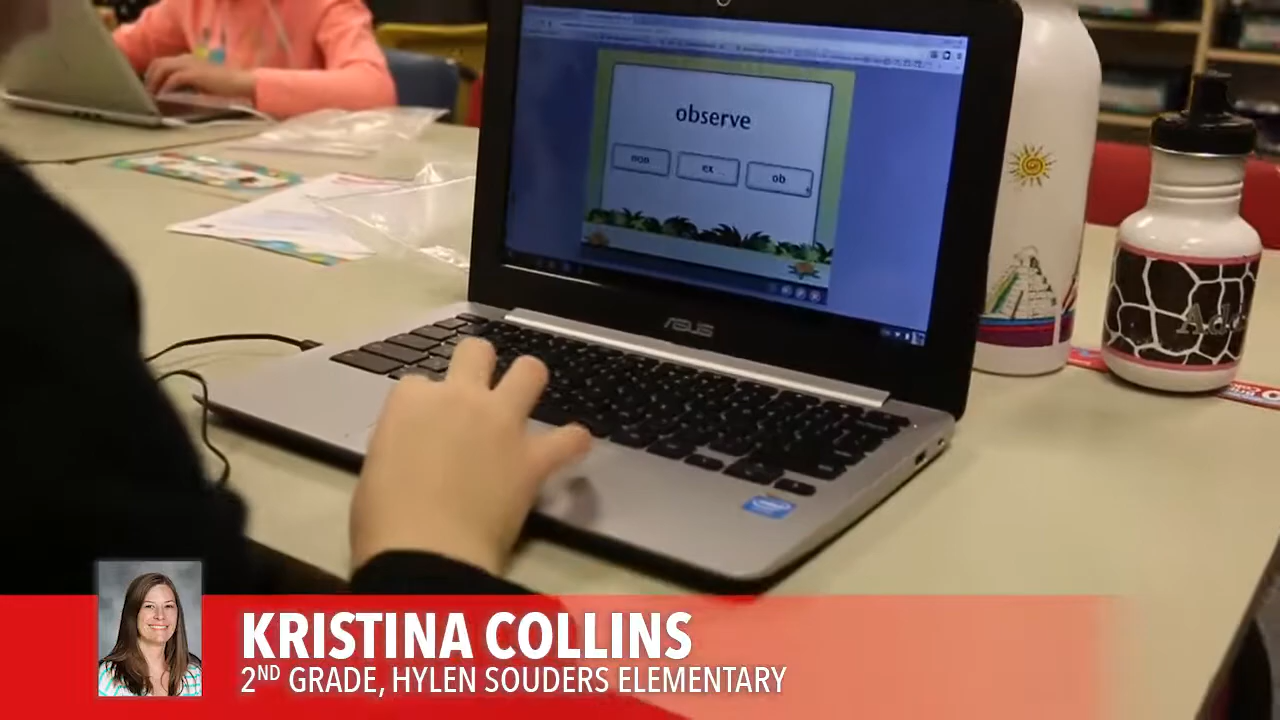 observe
non
ex
ob
ASUS
KRISTINA COLLINS
2ND GRADE, HYLEN SOUDERS ELEMENTARY